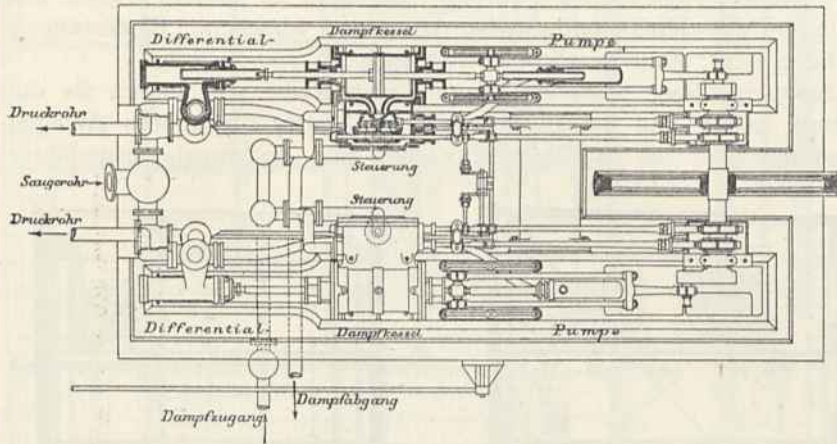 Dampfkessel
Differential- Pumpe
Druckrohr
Steuerung
Saugerohr
Steuerung
Druckrohr
Differential- Dampfkessel Pumpe
Dampfabgang
Dampfzugang